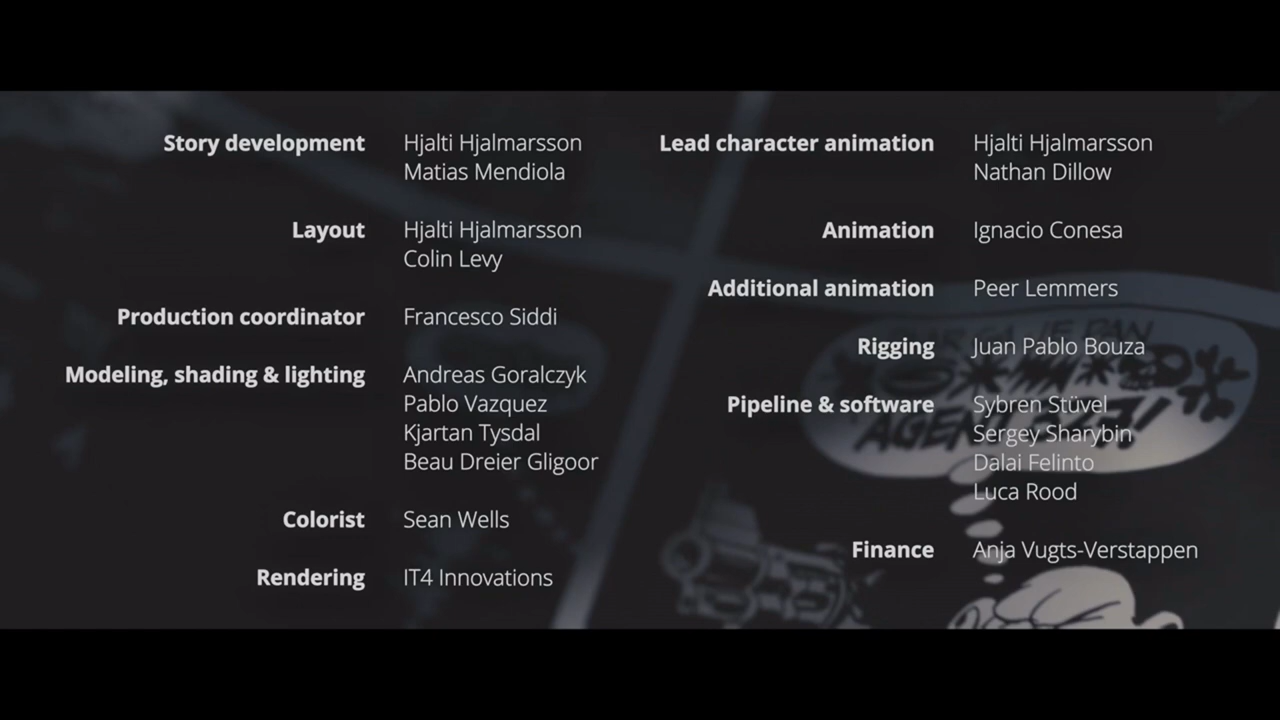 Story development Hjalti Hjalmarsson
Matias Mendiola
Layout Hjalti Hjalmarsson
Colin Levy
Production coordinator Francesco Siddi
Modeling, shading & lighting Andreas Goralczyk
Pablo Vazquez
Kjartan Tysdal
Beau Dreier Gligoor
Colorist Sean Wells
Rendering IT4 Innovations
Lead character animation Hjalti Hjalmarsson
Nathan Dillow
Animation Ignacio Conesa
Additional animation Peer Lemmers
Rigging Juan Pablo Bouza
Pipeline & software Sybren Stüvel
Sergey Sharybin
Dalai Felinto
Luca Rood
Finance Anja Vugts-Verstappen